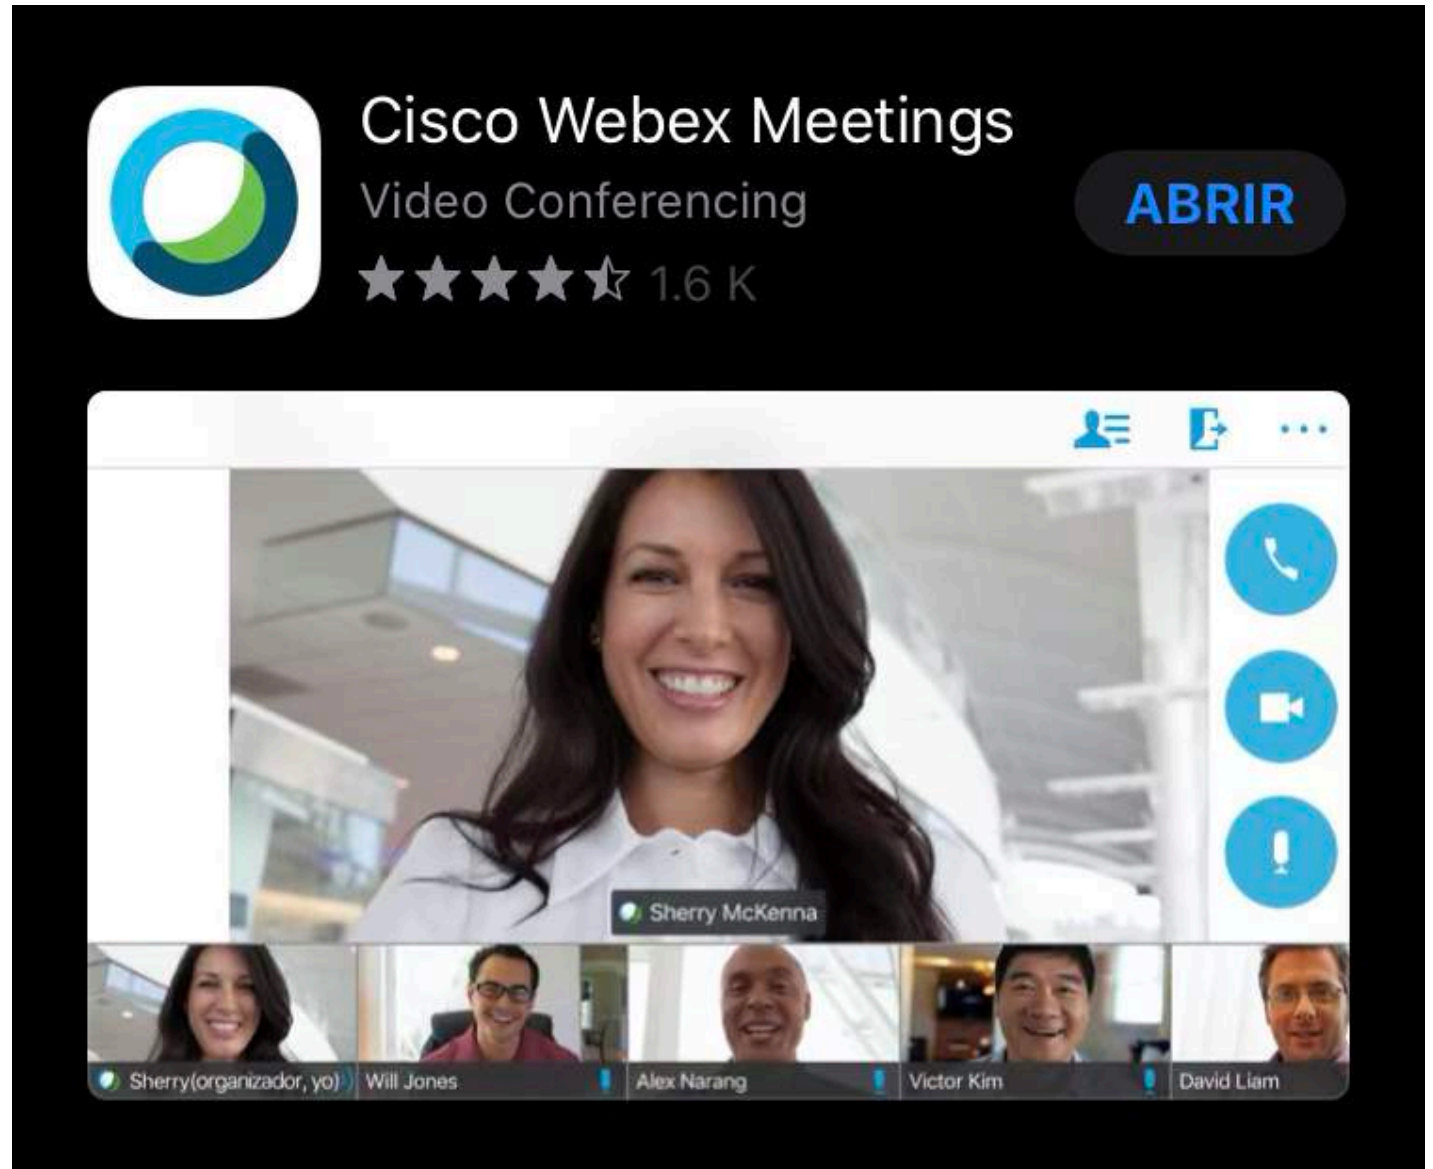 Cisco Webex Meetings
Video Conferencing
ABRIR
1.6 K
Sherry McKenna
Sherry(organizador, yo)
Will Jones
Alex Narang
Victor Kim
David Liam